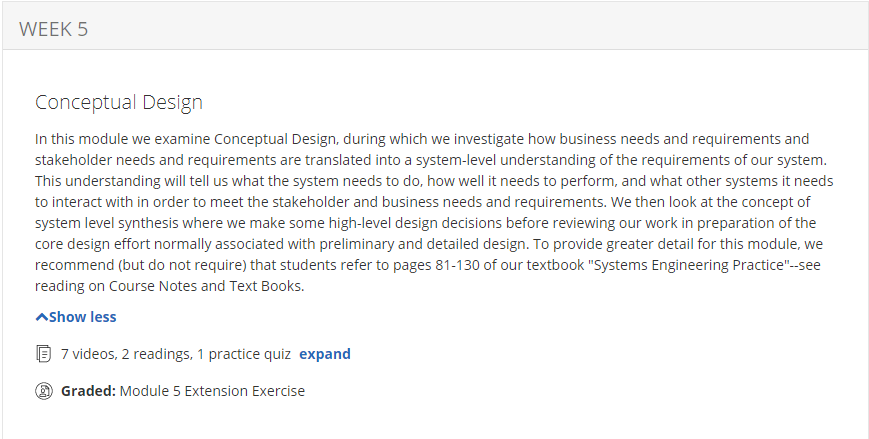 WEEK 5
Conceptual Design
In this module we examine Conceptual Design, during which we investigate how business needs and requirements and
stakeholder needs and requirements are translated into a system-level understanding of the requirements of our system.
This understanding will tell us what the system needs to do, how well it needs to perform, and what other systems it needs
to interact with in order to meet the stakeholder and business needs and requirements. We then look at the concept of
system level synthesis where we make some high-level design decisions before reviewing our work in preparation of the
core design effort normally associated with preliminary and detailed design. To provide greater detail for this module, we
recommend (but do not require) that students refer to pages 81-130 of our textbook "Systems Engineering Practice"--see
reading on Course Notes and Text Books.
Show less
7 videos, 2 readings, 1 practice quiz expand
Graded: Module 5 Extension Exercise